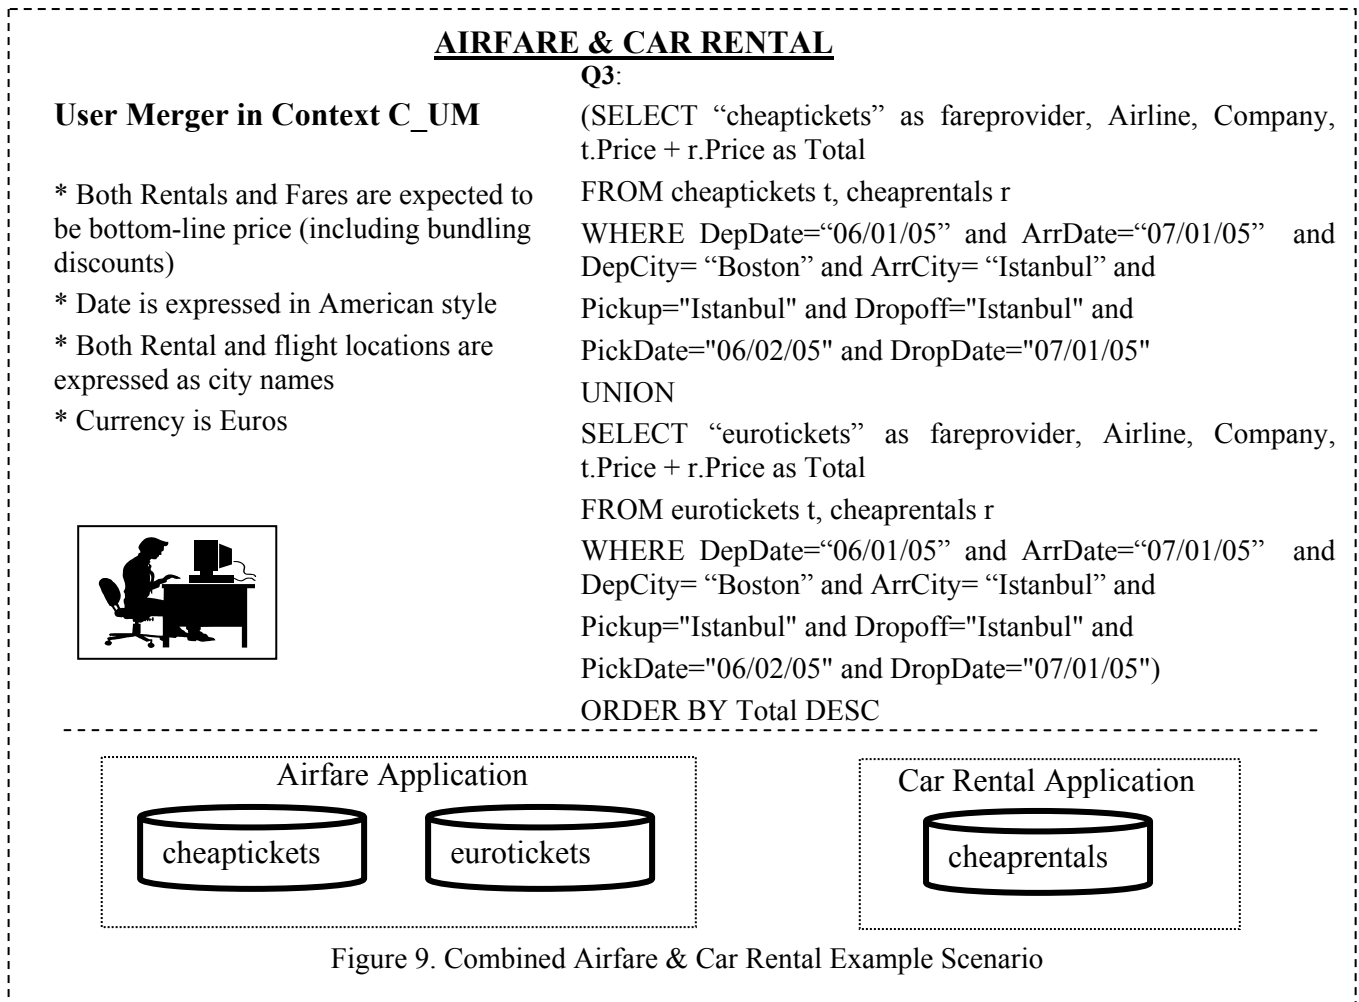 AIRFARE & CAR RENTAL
User Merger in Context C_UM
* Both Rentals and Fares are expected to
be bottom-line price (including bundling
discounts)
* Date is expressed in American style
* Both Rental and flight locations are
expressed as city names
* Currency is Euros
Q3:
(SELECT “cheaptickets” as fareprovider, Airline, Company,
t.Price + r.Price as Total
FROM cheaptickets t, cheaprentals r
WHERE DepDate=“06/01/05” and ArrDate=“07/01/05” and
DepCity= “Boston” and ArrCity= “Istanbul” and
Pickup="Istanbul" and Dropoff="Istanbul" and
PickDate="06/02/05" and DropDate="07/01/05"
UNION
SELECT “eurotickets” as fareprovider, Airline, Company,
t.Price + r.Price as Total
FROM eurotickets t, cheaprentals r
WHERE DepDate=“06/01/05” and ArrDate=“07/01/05” and
DepCity= “Boston” and ArrCity= “Istanbul” and
Pickup="Istanbul" and Dropoff="Istanbul" and
PickDate="06/02/05" and DropDate="07/01/05")
ORDER BY Total DESC
Airfare Application
cheaptickets
eurotickets
Car Rental Application
cheaprentals
Figure 9. Combined Airfare & Car Rental Example Scenario